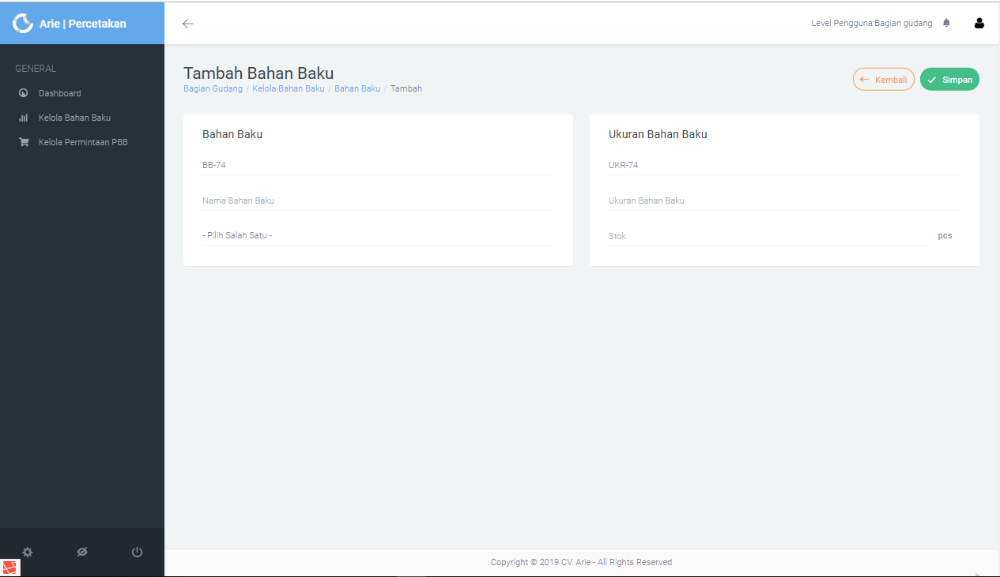 Arie | Percetakan
Level Pengguna:Bagian gudang
GENERAL
Dashboard
Kelola Bahan Baku
Kelola Permintaan PBB
Tambah Bahan Baku
Bagian Gudang / Kelola Bahan Baku / Bahan Baku / Tambah
Kembali
Simpan
Bahan Baku
BB-74
Nama Bahan Baku
- Pilih Salah Satu -
Ukuran Bahan Baku
UKR-74
Ukuran Bahan Baku
Stok pcs
Copyright © 2019 CV. Arie - All Rights Reserved